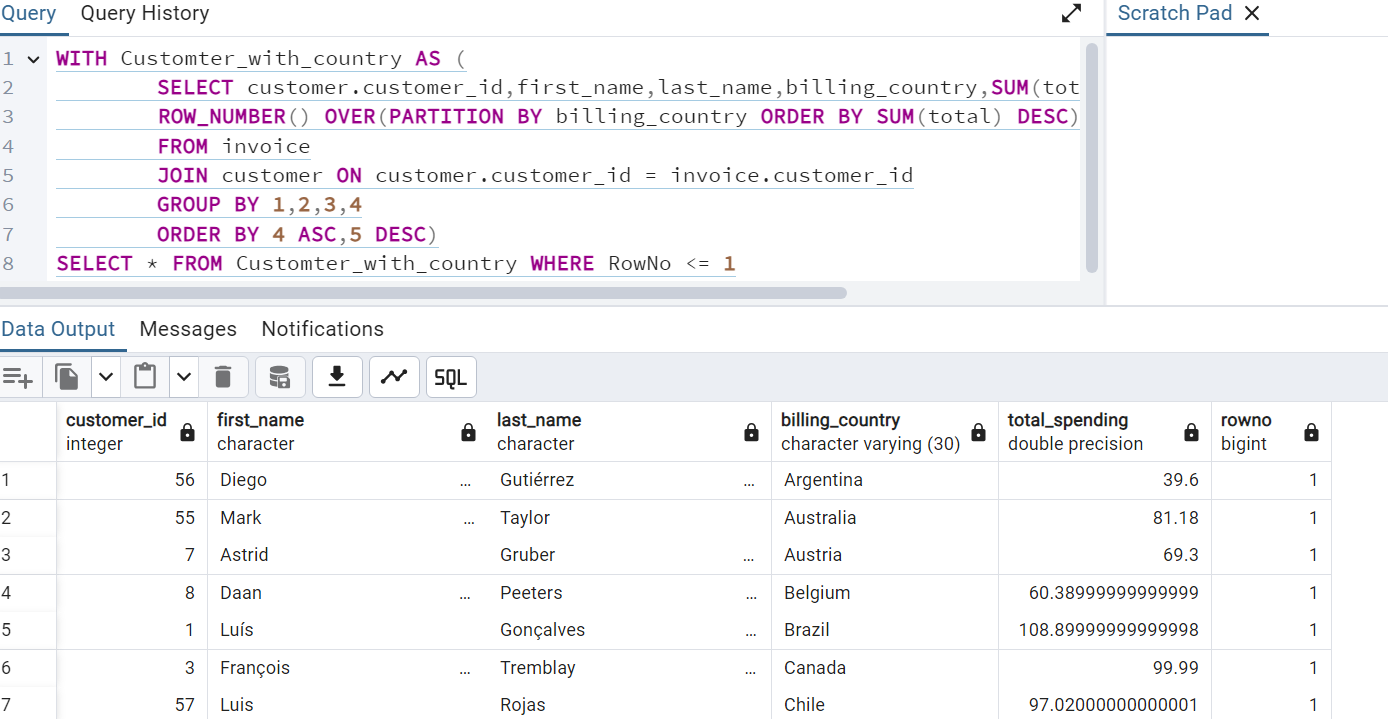 Query Query History Scratch Pad
1 WITH Customter_with_country AS (
2 SELECT customer.customer_id,first_name,last_name,billing_country,SUM(tot
3 ROW_NUMBER() OVER(PARTITION BY billing_country ORDER BY SUM(total) DESC)
4 FROM invoice
5 JOIN customer ON customer.customer_id = invoice.customer_id
6 GROUP BY 1,2,3,4
7 ORDER BY 4 ASC,5 DESC)
8 SELECT * FROM Customter_with_country WHERE RowNo <= 1
Data Output Messages Notifications
SQL
customer_id first_name last_name billing_country total_spending rowno
integer character character character varying (30) double precision bigint
1 56 Diego ... Gutiérrez ... Argentina 39.6 1
2 55 Mark ... Taylor Australia 81.18 1
3 7 Astrid Gruber ... Austria 69.3 1
4 8 Daan ... Peeters ... Belgium 60.38999999999999 1
5 1 Luís Gonçalves ... Brazil 108.89999999999998 1
6 3 François ... Tremblay ... Canada 99.99 1
7 57 Luis Rojas Chile 97.02000000000001 1